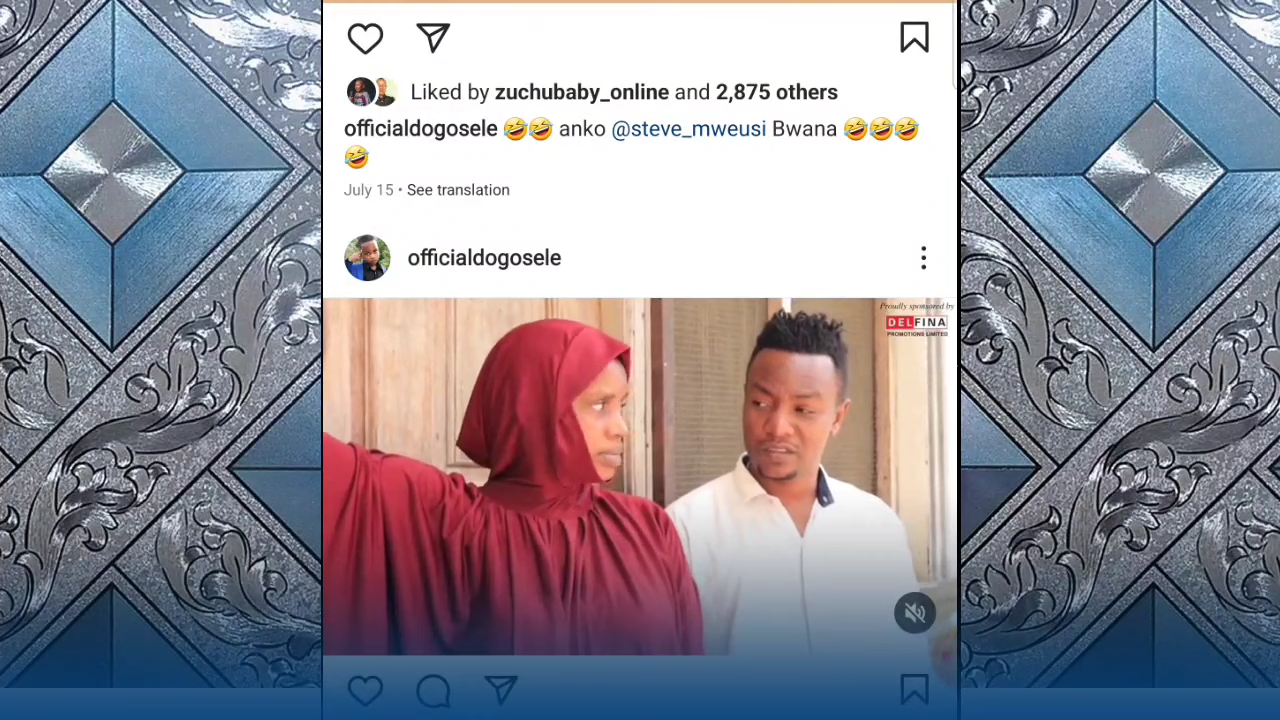 Liked by zuchubaby_online and 2,875 others
officialdogosele 🤣🤣 anko @steve_mweusi Bwana 🤣🤣🤣
🤣
July 15 • See translation
officialdogosele
Proudly sponsored by
DELFINA
PROMOTIONS LIMITED